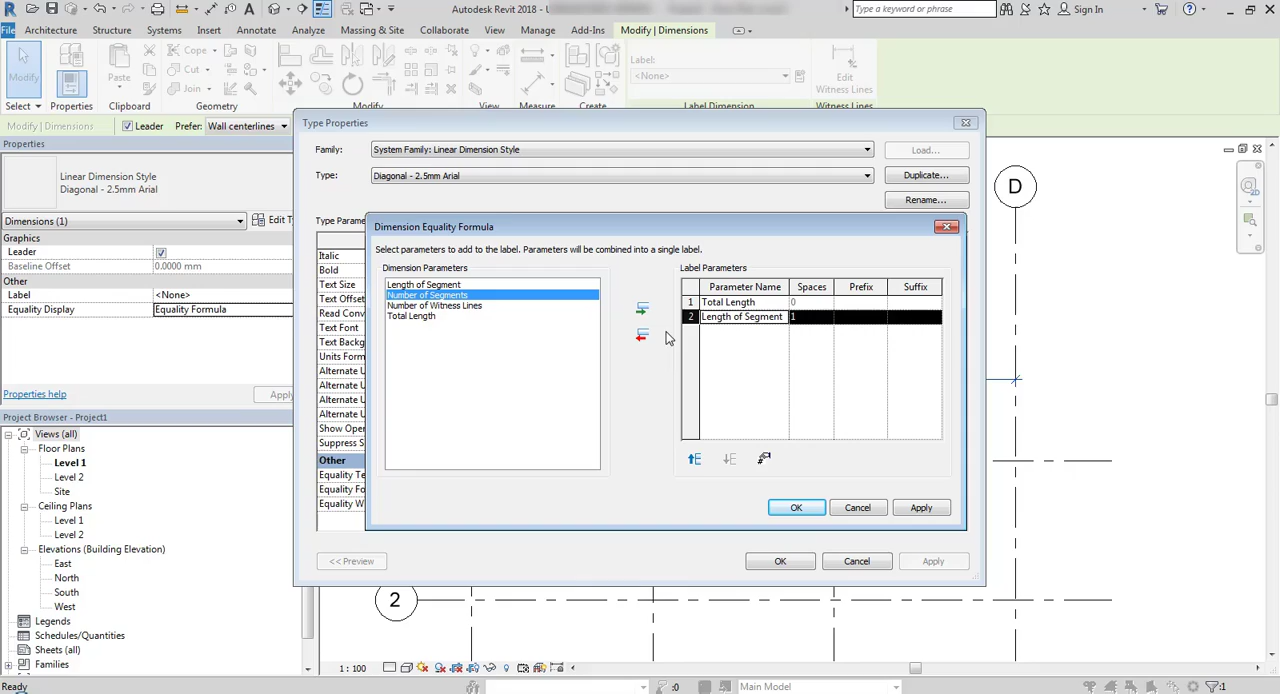 Autodesk Revit 2018 - L
Type a keyword or phrase
Sign In
File Architecture Structure Systems Insert Annotate Analyze Massing & Site Collaborate View Manage Add-Ins Modify | Dimensions
Modify
Properties
Paste
Cope
Cut
Join
Label:
<None>
Edit
Witness Lines
Select Properties Clipboard Geometry Modify View Measure Create Label Dimension Witness Lines
Modify | Dimensions Leader Prefer: Wall centerlines
Properties
Linear Dimension Style
Diagonal - 2.5mm Arial
Dimensions (1) Edit T
Graphics
Leader
Baseline Offset 0.0000 mm
Other
Label <None>
Equality Display Equality Formula
Properties help Apply
Project Browser - Project1
Views (all)
Floor Plans
Level 1
Level 2
Site
Ceiling Plans
Level 1
Level 2
Elevations (Building Elevation)
East
North
South
West
Legends
Schedules/Quantities
Sheets (all)
Families
Ready
Type Properties
Family: System Family: Linear Dimension Style Load...
Type: Diagonal - 2.5mm Arial Duplicate...
Rename...
Type Parame
Italic
Bold
Text Size
Text Offset
Read Conv
Text Font
Text Backg
Units Form
Alternate U
Alternate U
Alternate U
Alternate U
Show Open
Suppress S
Other
Equality Te
Equality Fo
Equality W
<< Preview OK Cancel Apply
Dimension Equality Formula
Select parameters to add to the label. Parameters will be combined into a single label.
Dimension Parameters
Length of Segment
Number of Segments
Number of Witness Lines
Total Length
Label Parameters
Parameter Name Spaces Prefix Suffix
1 Total Length 0
2 Length of Segment 1
OK Cancel Apply
D
2
1 : 100
:0
Main Model
:1